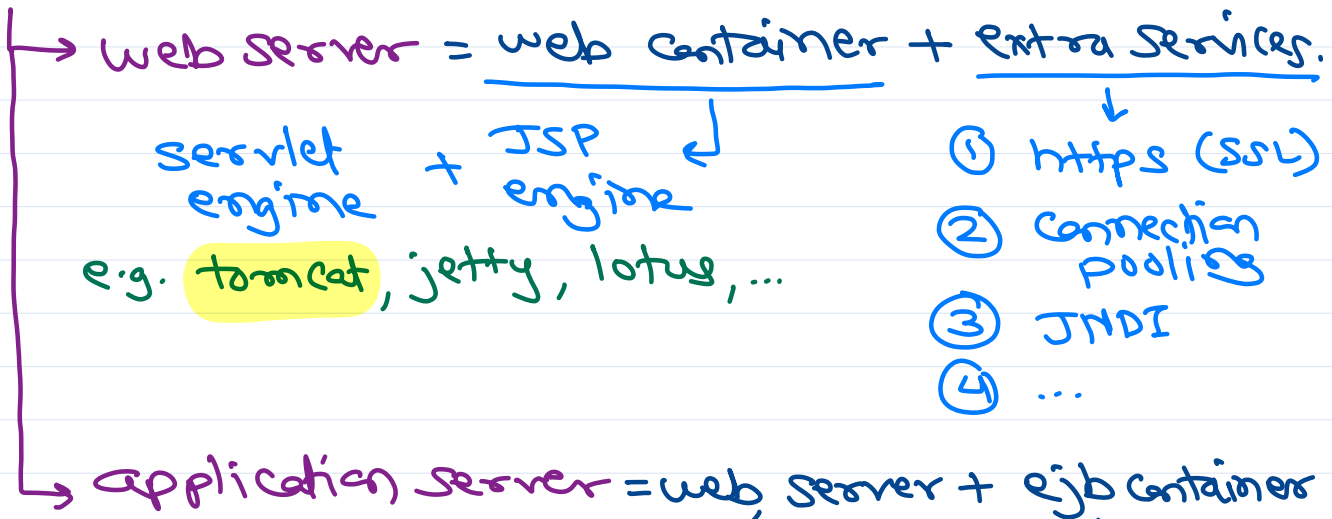 → web server = web container + extra services.
servlet engine + JSP engine
① https (SSL)
② Connection pooling
e.g. tomcat, jetty, lotus, ...
③ JNDI
④ ...
→ application server = web server + ejb container